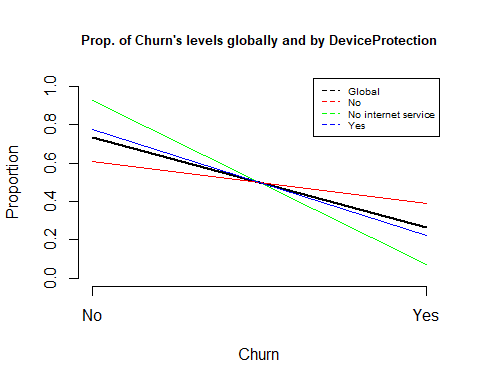 Prop. of Churn's levels globally and by DeviceProtection
Global
No
No internet service
Yes
1.0
0.8
0.6
0.4
0.2
0.0
Proportion
No
Yes
Churn